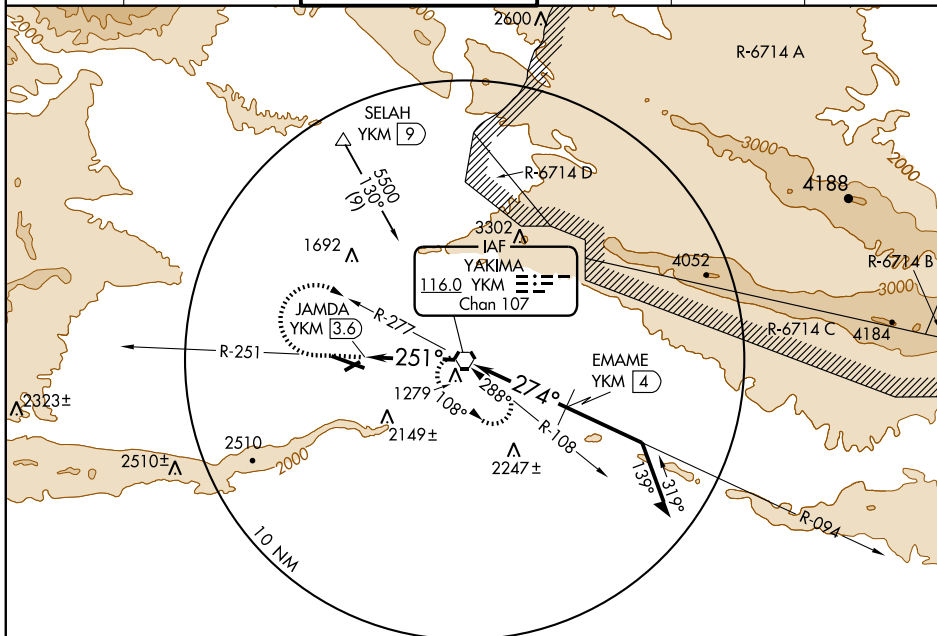 2000
2600
R-6714 A
SELAH
YKM 9
3000
2000
5500
130°
(9)
R-6714 D
4188
1692
3302
IAF
YAKIMA
116.0 YKM
Chan 107
4052
R-6714 B
3000
JAMDA
YKM 3.6
R-277
R-6714 C
4184
R-251
251°
EMAME
YKM 4
274°
1279
288°
108°
R-108
2323±
2149±
2510
2000
2510±
2247±
139°
319°
R-094
10 NM